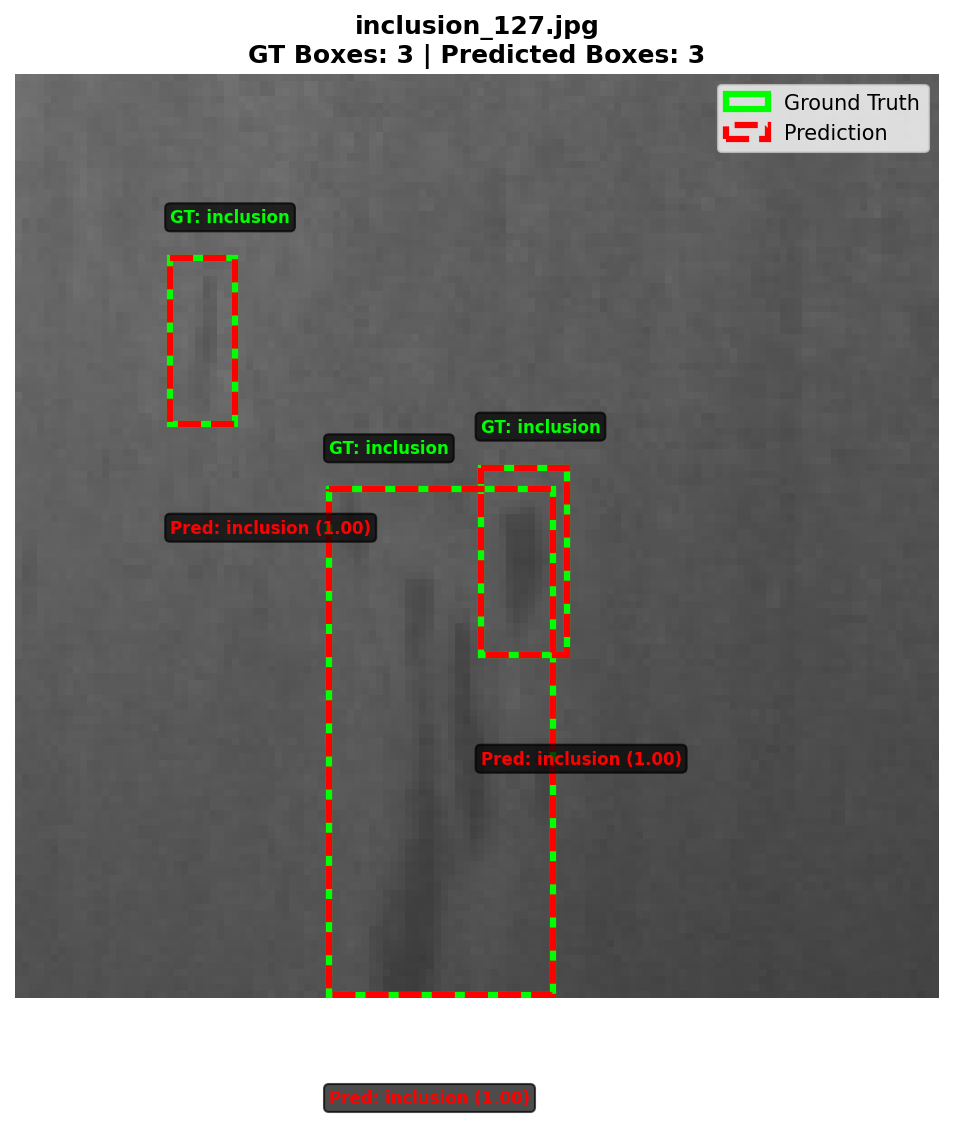 inclusion_127.jpg
GT Boxes: 3 | Predicted Boxes: 3
Ground Truth
Prediction
GT: inclusion
GT: inclusion
GT: inclusion
Pred: inclusion (1.00)
Pred: inclusion (1.00)
Pred: inclusion (1.00)